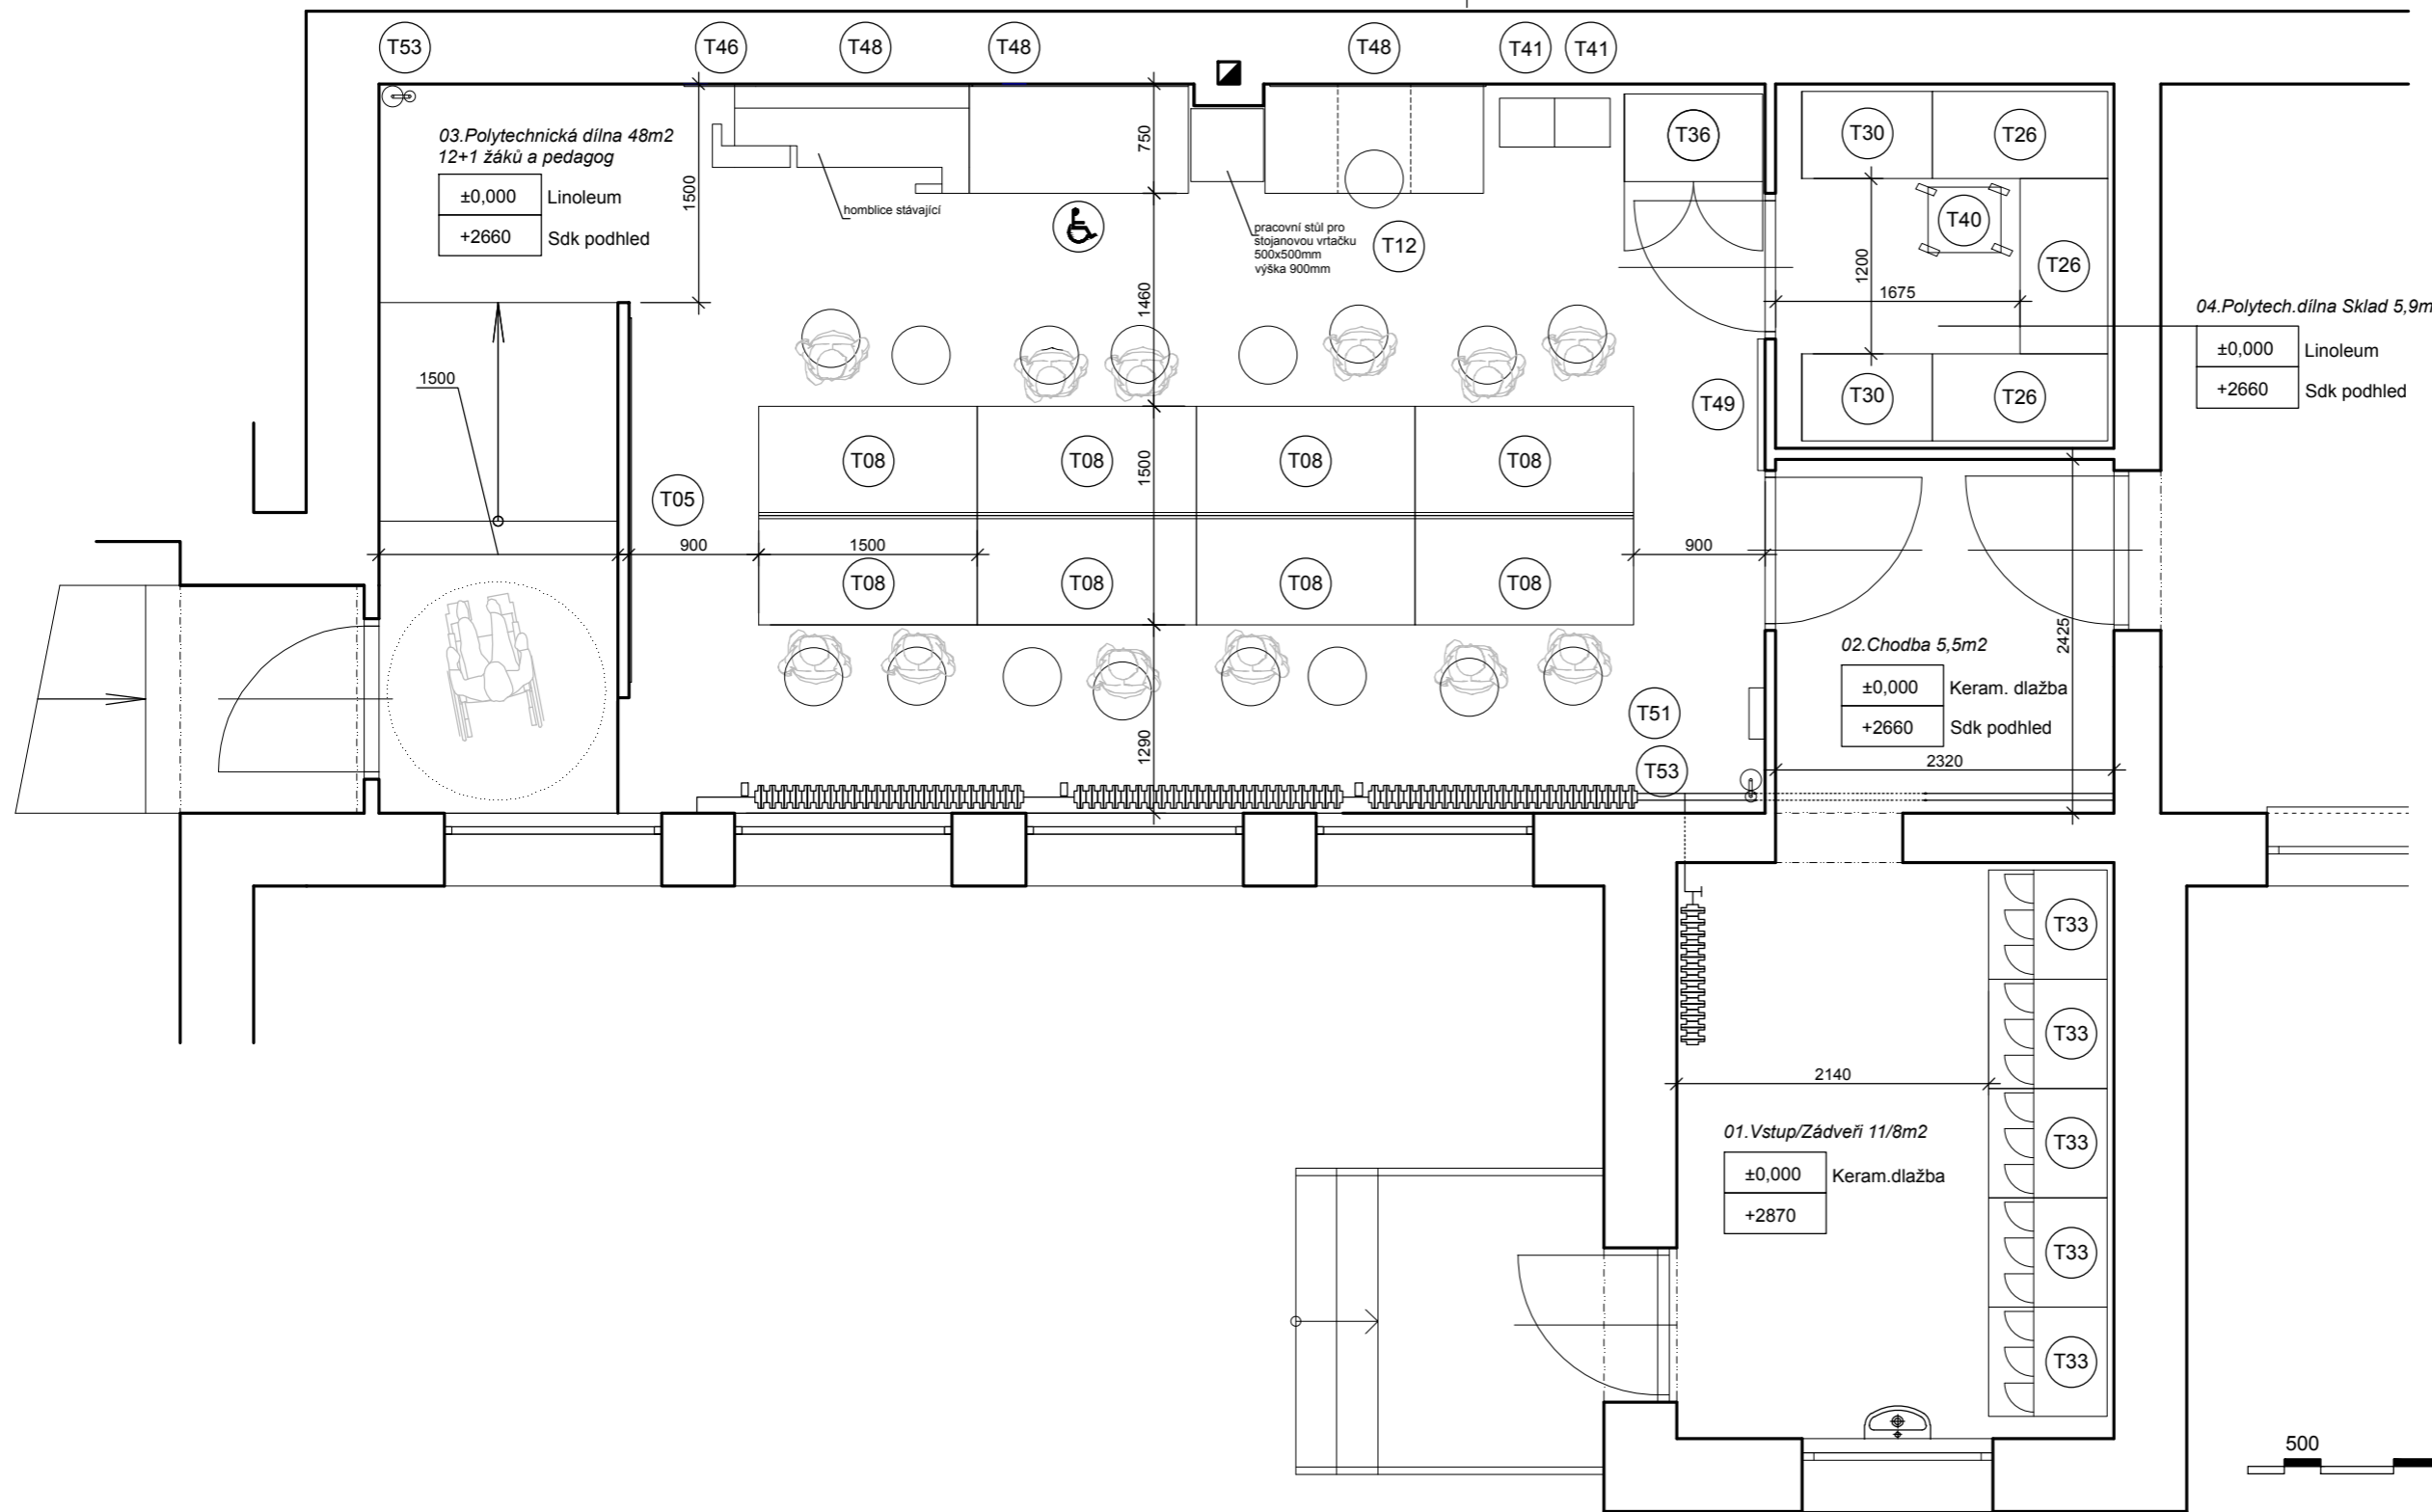 T53
T46
T48
T48
T48
T41
T41
03.Polytechnická dílna 48m2
12+1 žáků a pedagog
±0,000 Linoleum
+2660 Sdk podhled
1500
750
homblice stávající
pracovní stůl pro
stojanovou vrtačku
500x500mm
výška 900mm
T12
T36
T30
T26
T40
T26
1200
1675
T30
T26
04.Polytech.dílna Sklad 5,9m
±0,000 Linoleum
+2660 Sdk podhled
1460
1500
T49
T05
T08
T08
T08
T08
1500
900
1500
900
T08
T08
T08
T08
02.Chodba 5,5m2
±0,000 Keram. dlažba
+2660 Sdk podhled
2425
2320
T51
T53
1290
T33
T33
T33
T33
T33
2140
01.Vstup/Zádveři 11/8m2
±0,000 Keram.dlažba
+2870
500